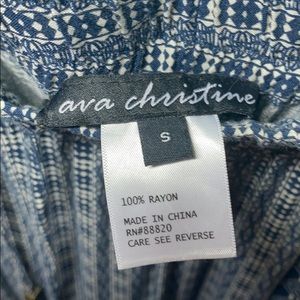 ava christine
S
100% RAYON
MADE IN CHINA
RN#88820
CARE SEE REVERSE